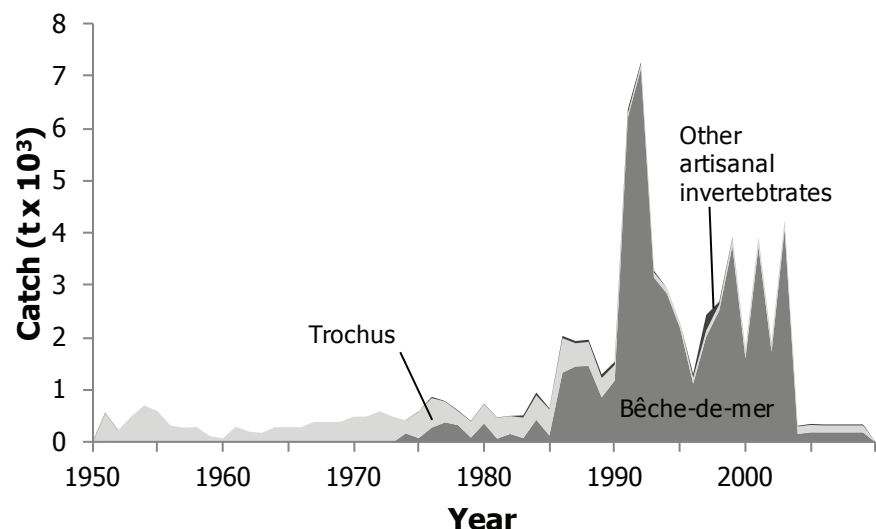 8
7
6
5
4
3
2
1
0
Catch (t x 10³)
Other
artisanal
invertebtrates
Trochus
Bêche-de-mer
1950 1960 1970 1980 1990 2000
Year